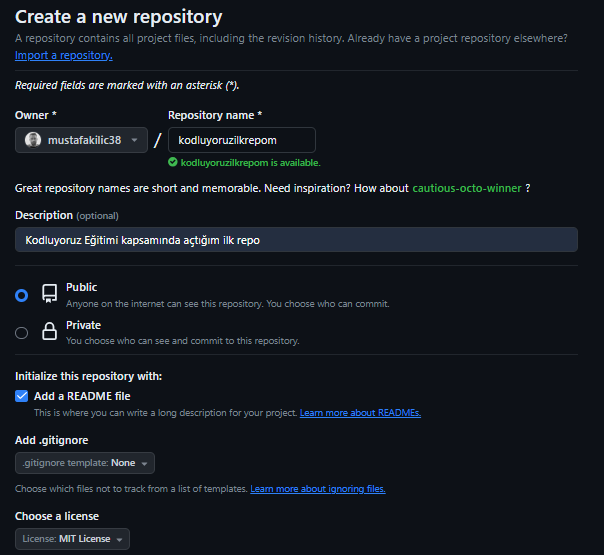 Create a new repository
A repository contains all project files, including the revision history. Already have a project repository elsewhere?
Import a repository.
Required fields are marked with an asterisk (*).
Owner * Repository name *
mustafakilic38 / kodluyoruzilkrepom
kodluyoruzilkrepom is available.
Great repository names are short and memorable. Need inspiration? How about cautious-octo-winner ?
Description (optional)
Kodluyoruz Eğitimi kapsamında açtığım ilk repo
Public
Anyone on the internet can see this repository. You choose who can commit.
Private
You choose who can see and commit to this repository.
Initialize this repository with:
Add a README file
This is where you can write a long description for your project. Learn more about READMEs.
Add .gitignore
.gitignore template: None
Choose which files not to track from a list of templates. Learn more about ignoring files.
Choose a license
License: MIT License